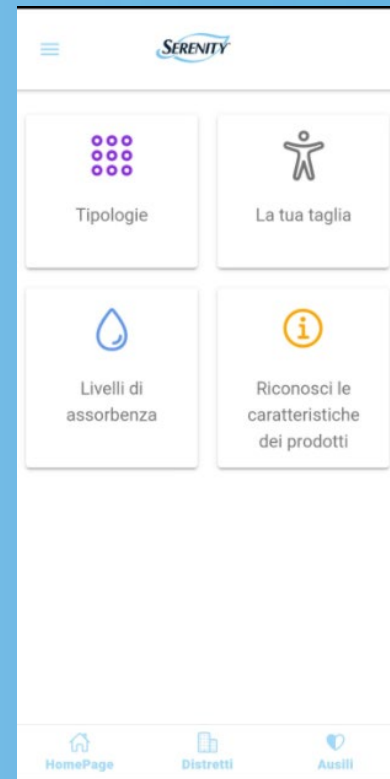 SERENITY
Tipologie
La tua taglia
Livelli di
assorbenza
Riconosci le
caratteristiche
dei prodotti
HomePage
Distretti
Ausili